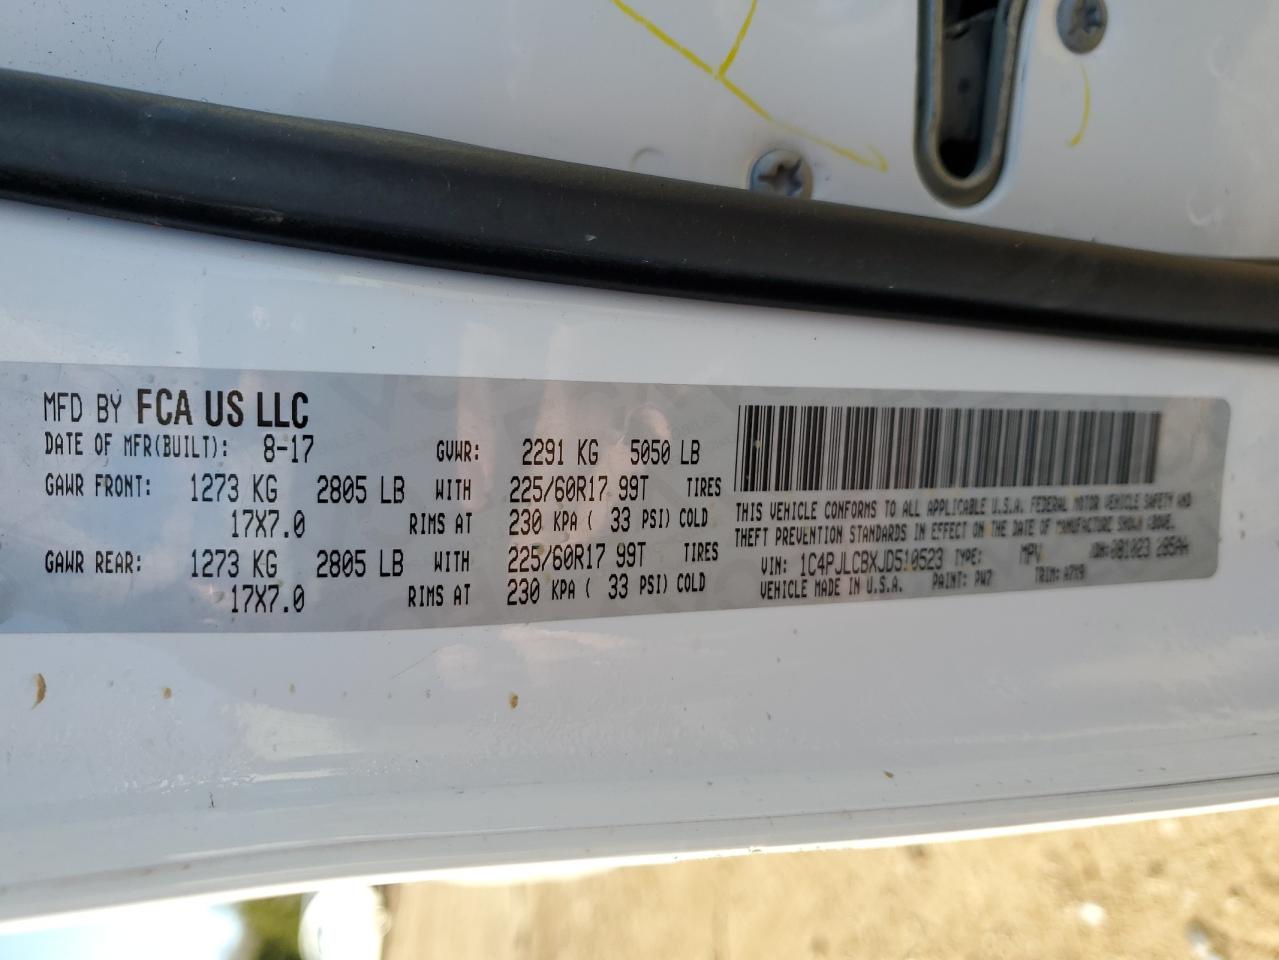 MFD BY FCA US LLC
DATE OF MFR(BUILT): 8-17 GVWR: 2291 KG 5050 LB
GAWR FRONT: 1273 KG 2805 LB WITH 225/60R17 99T TIRES
17X7.0 RIMS AT 230 KPA ( 33 PSI) COLD
GAWR REAR: 1273 KG 2805 LB WITH 225/60R17 99T TIRES
17X7.0 RIMS AT 230 KPA ( 33 PSI) COLD
THIS VEHICLE CONFORMS TO ALL APPLICABLE U.S.A. FEDERAL MOTOR VEHICLE SAFETY AND
THEFT PREVENTION STANDARDS IN EFFECT ON THE DATE OF MANUFACTURE SHOWN ABOVE.
VIN: 1C4PJLCBXJD510523 TYPE: MPV
VEHICLE MADE IN U.S.A. PAINT: PW7 TRIM: A7X9